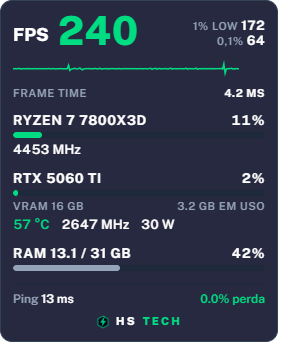 FPS 240 1% LOW 172
0,1% 64
FRAME TIME 4.2 MS
RYZEN 7 7800X3D 11%
4453 MHz
RTX 5060 TI 2%
VRAM 16 GB 3.2 GB EM USO
57 °C 2647 MHz 30 W
RAM 13.1 / 31 GB 42%
Ping 13 ms 0.0% perda
HS TECH